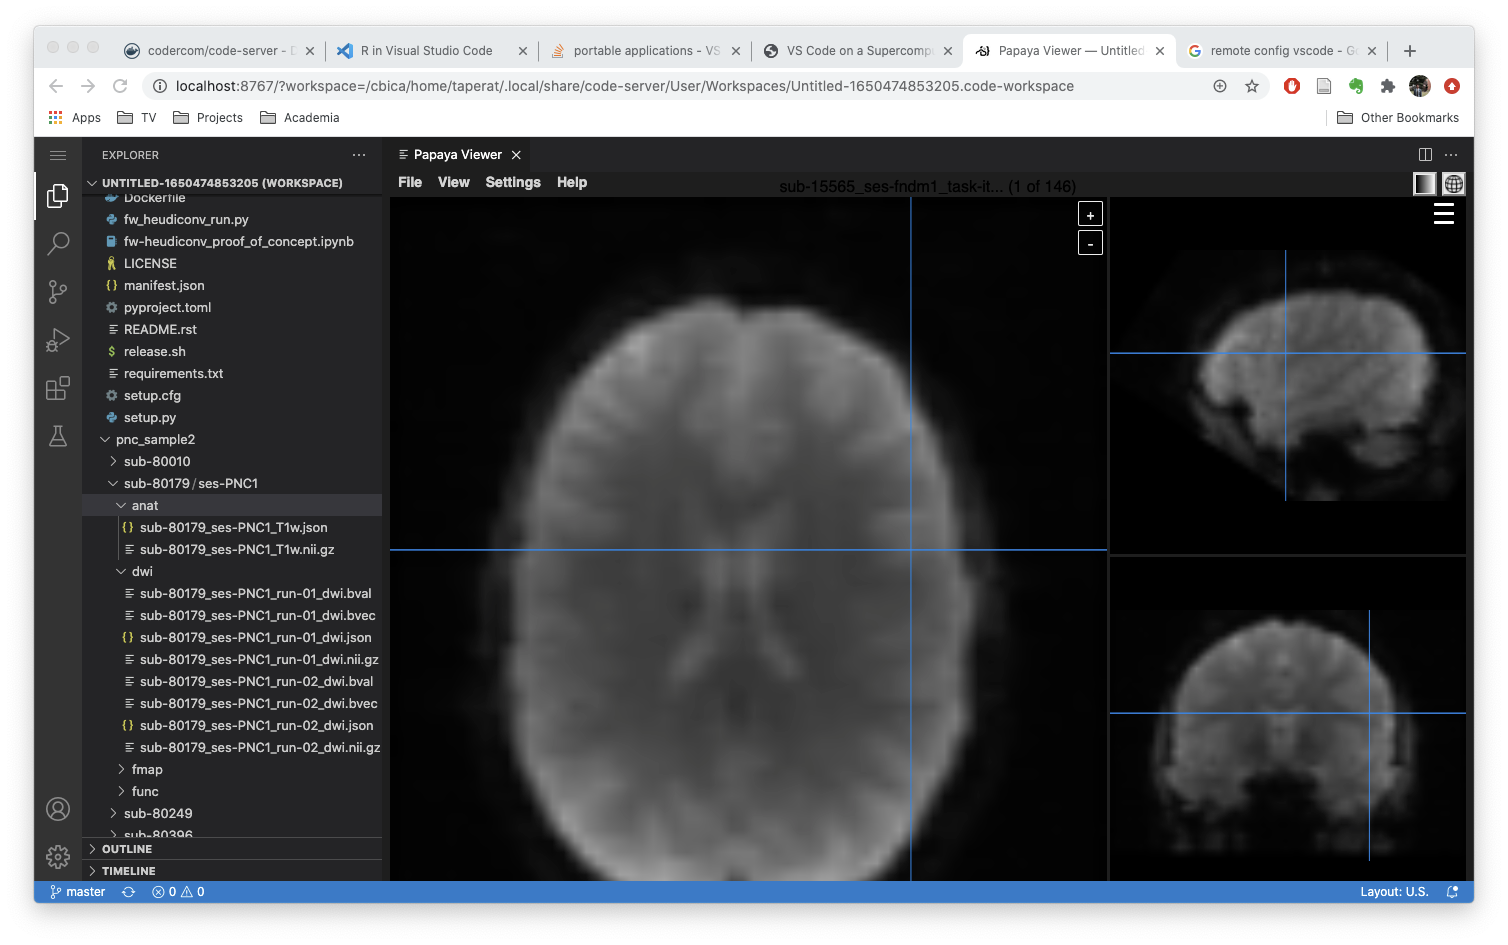 codercom/code-server - D
R in Visual Studio Code
portable applications - VS
VS Code on a Supercomp
Papaya Viewer — Untitled
remote config vscode - Go
localhost:8767/?workspace=/cbica/home/taperat/.local/share/code-server/User/Workspaces/Untitled-1650474853205.code-workspace
Apps
TV
Projects
Academia
Other Bookmarks
EXPLORER
Papaya Viewer
UNTITLED-1650474853205 (WORKSPACE)
File View Settings Help
sub-15565_ses-fndm1_task-it... (1 of 146)
+
-
Dockerfile
fw_heudiconv_run.py
fw-heudiconv_proof_of_concept.ipynb
LICENSE
{} manifest.json
pyproject.toml
README.rst
$ release.sh
requirements.txt
setup.cfg
setup.py
pnc_sample2
sub-80010
sub-80179 / ses-PNC1
anat
{} sub-80179_ses-PNC1_T1w.json
sub-80179_ses-PNC1_T1w.nii.gz
dwi
sub-80179_ses-PNC1_run-01_dwi.bval
sub-80179_ses-PNC1_run-01_dwi.bvec
{} sub-80179_ses-PNC1_run-01_dwi.json
sub-80179_ses-PNC1_run-01_dwi.nii.gz
sub-80179_ses-PNC1_run-02_dwi.bval
sub-80179_ses-PNC1_run-02_dwi.bvec
{} sub-80179_ses-PNC1_run-02_dwi.json
sub-80179_ses-PNC1_run-02_dwi.nii.gz
fmap
func
sub-80249
sub-80396
OUTLINE
TIMELINE
master
0
0
Layout: U.S.